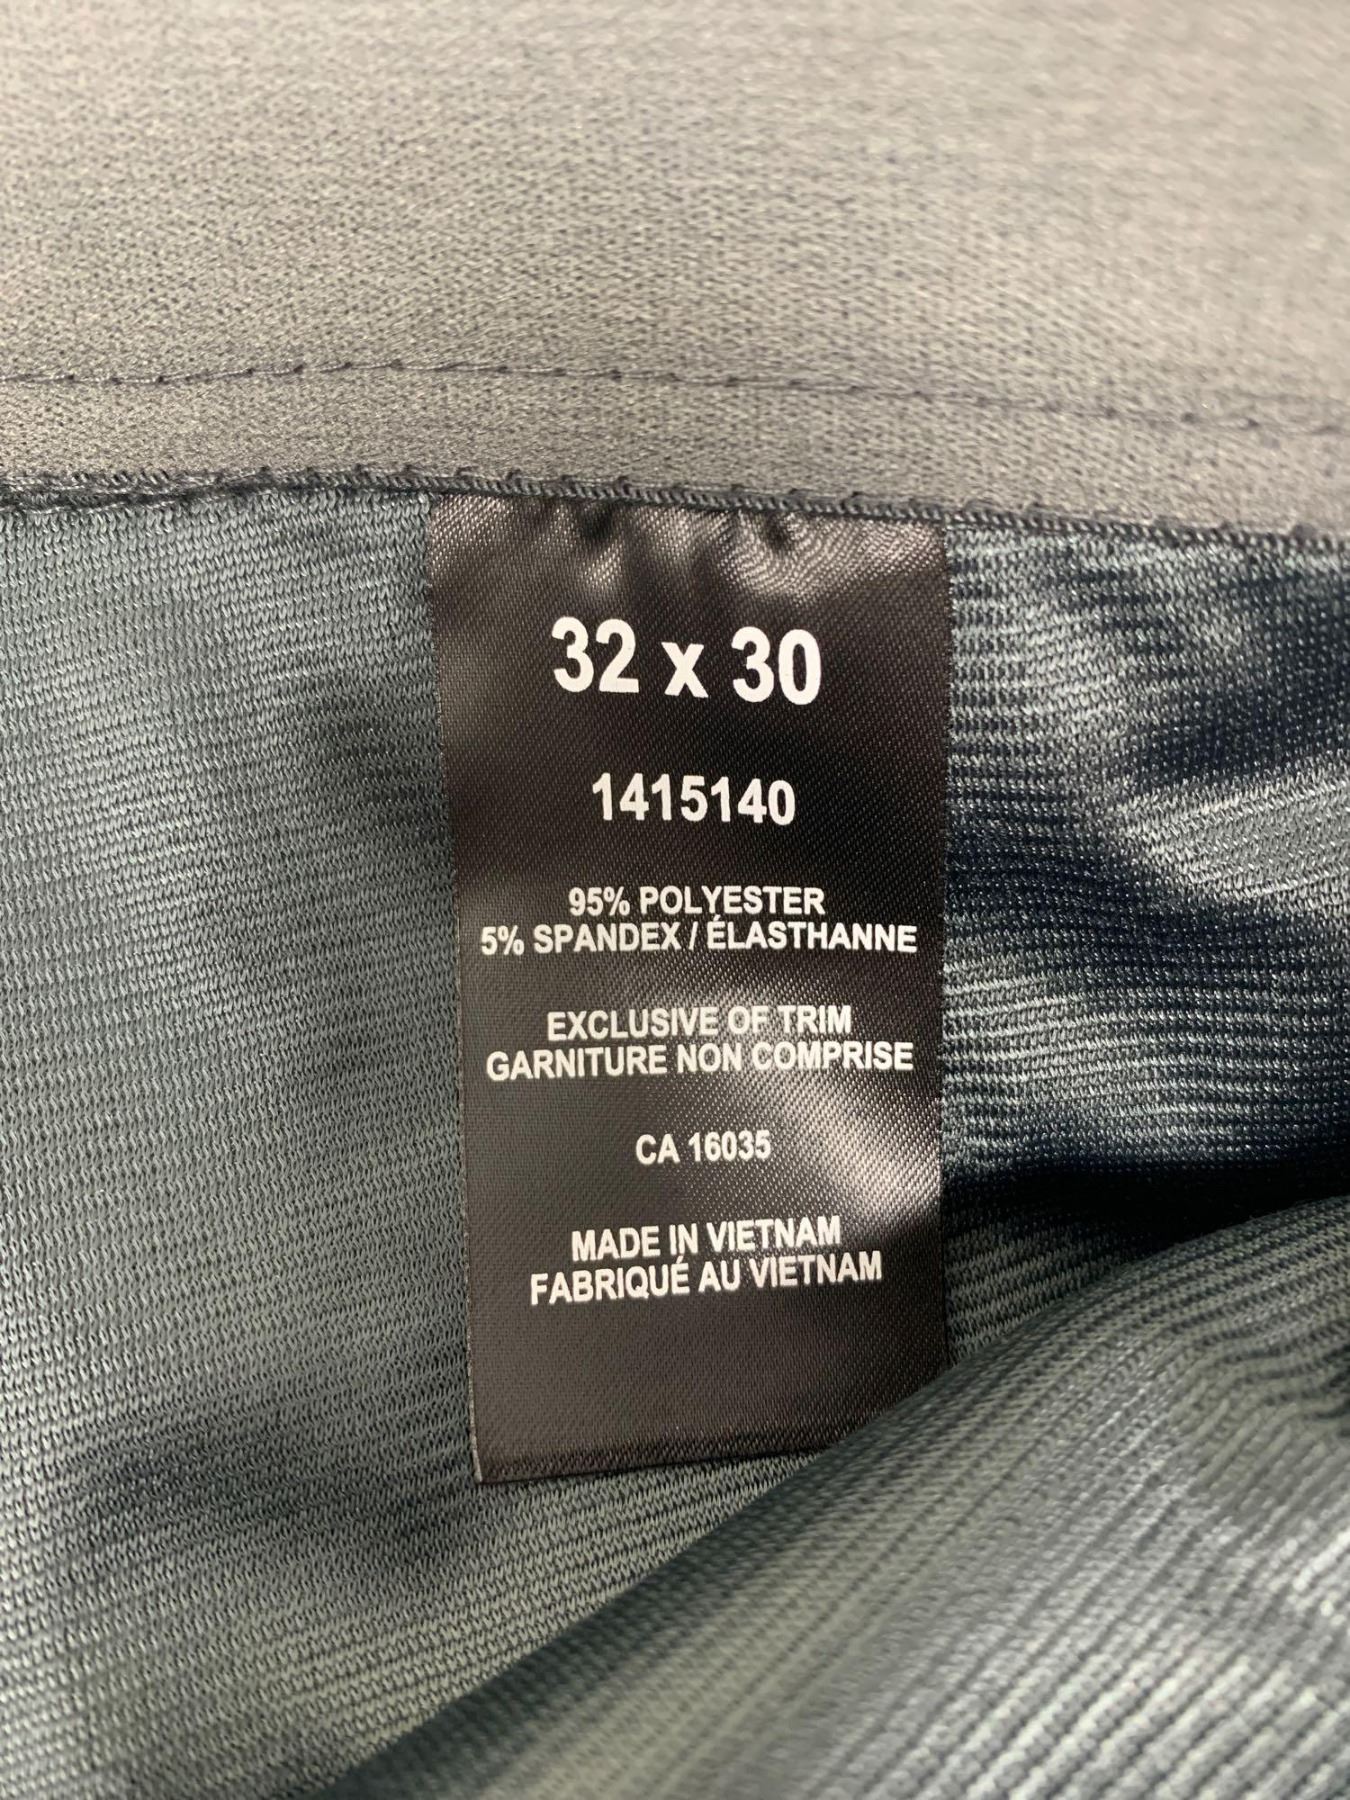 32 x 30
1415140
95% POLYESTER
5% SPANDEX / ÉLASTHANNE
EXCLUSIVE OF TRIM
GARNITURE NON COMPRISE
CA 16035
MADE IN VIETNAM
FABRIQUÉ AU VIETNAM